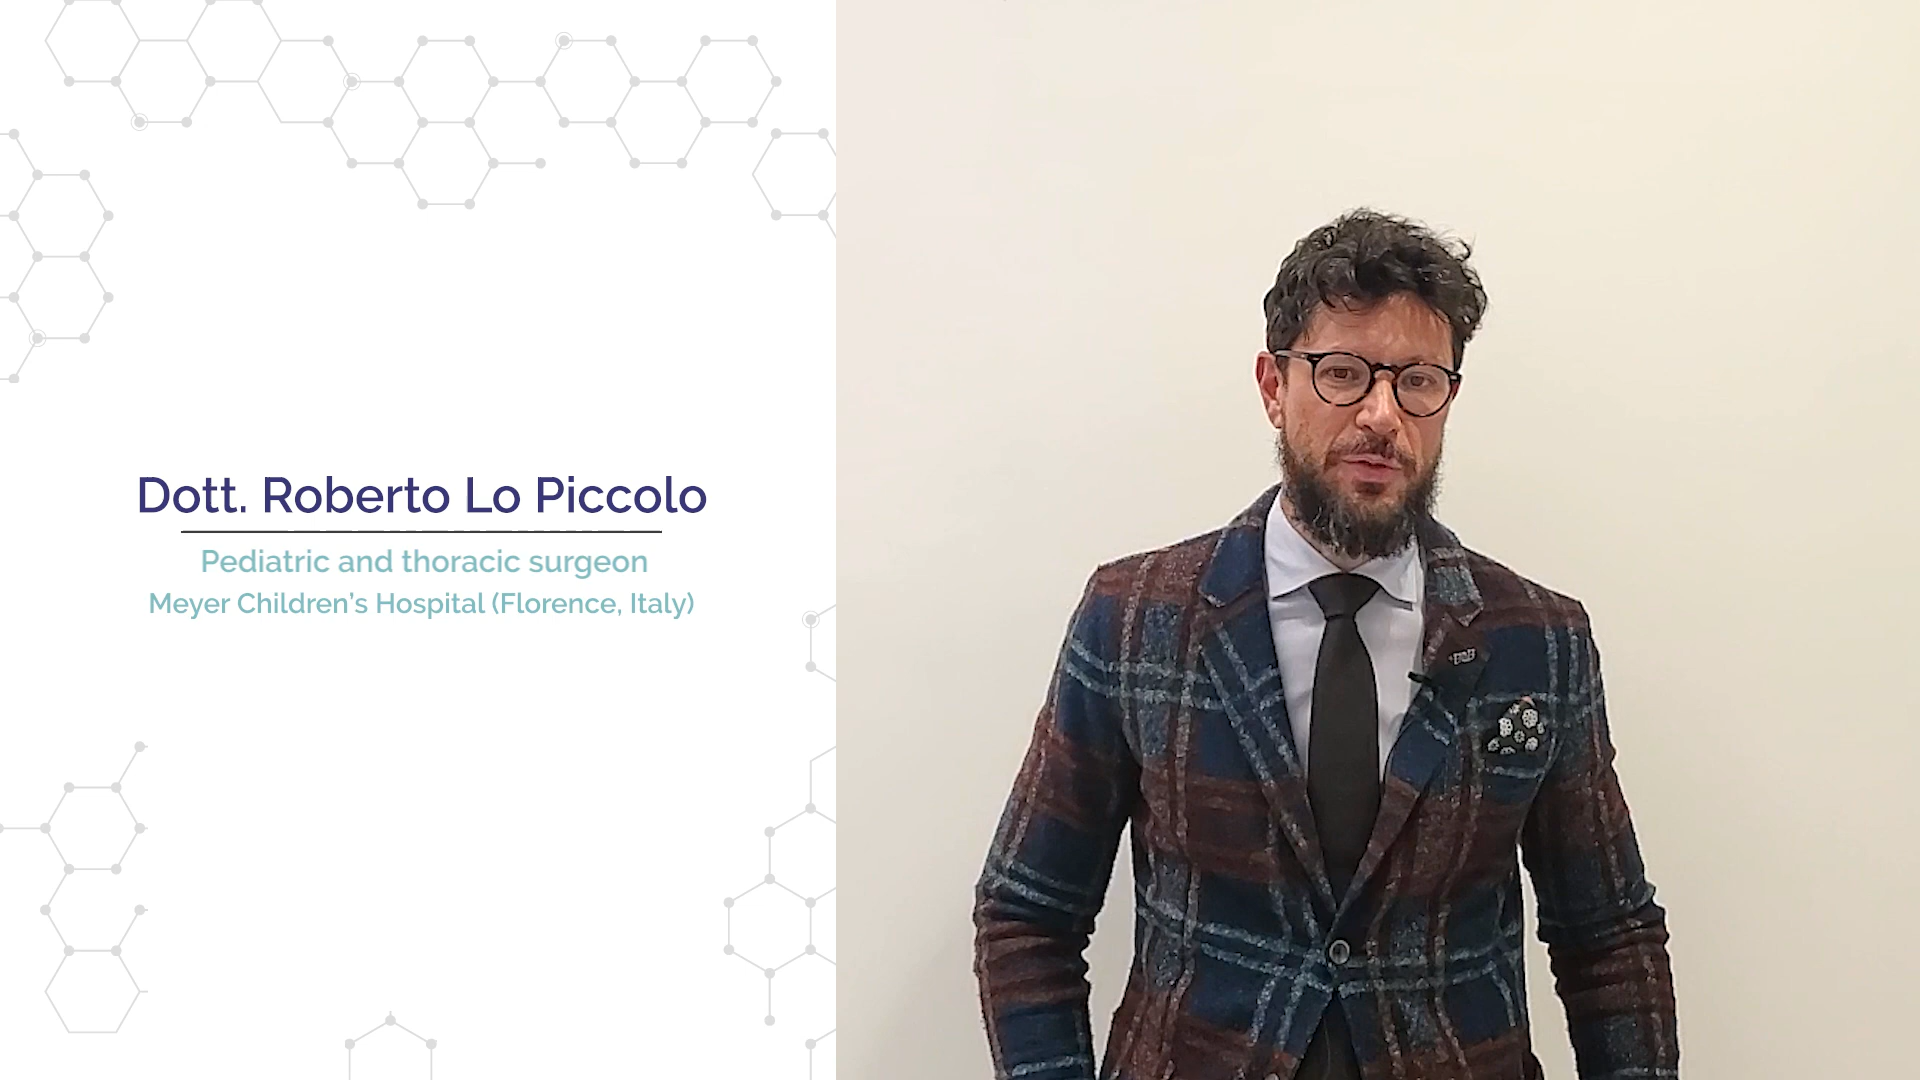 Dott. Roberto Lo Piccolo
Pediatric and thoracic surgeon
Meyer Children’s Hospital (Florence, Italy)